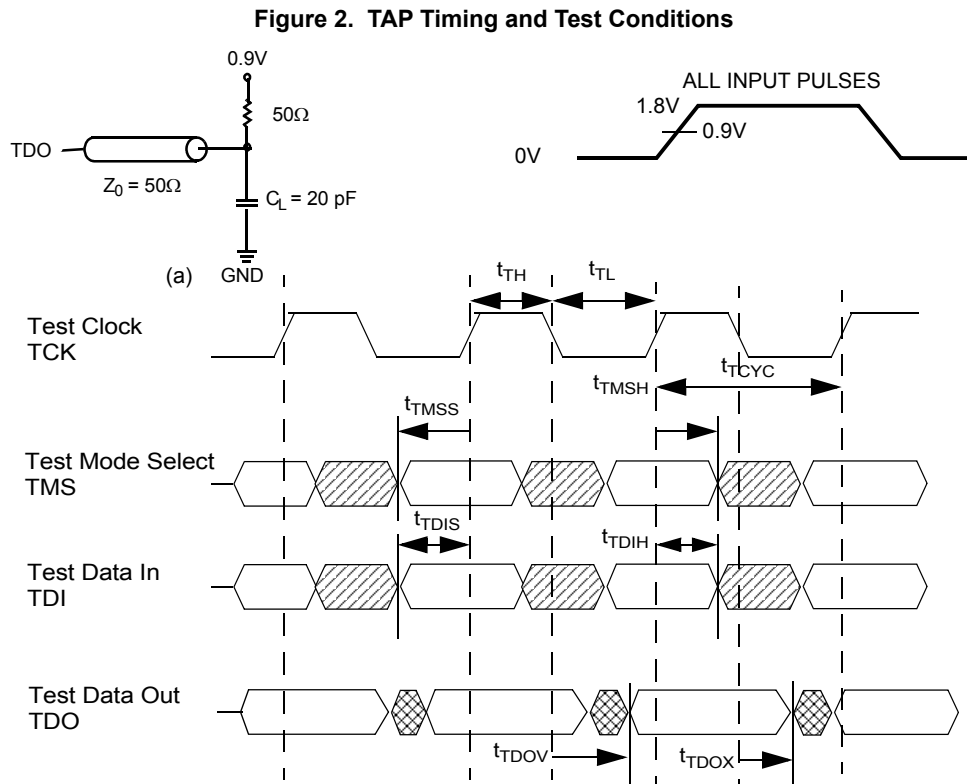 Figure 2.  TAP Timing and Test Conditions
0.9V
50Ω
TDO
Z0 = 50Ω
CL = 20 pF
(a)
GND
ALL INPUT PULSES
1.8V
0.9V
0V
tTH
tTL
Test Clock
TCK
tTCYC
tTMSH
tTMSS
Test Mode Select
TMS
tTDIS
tTDIH
Test Data In
TDI
Test Data Out
TDO
tTDOV
tTDOX